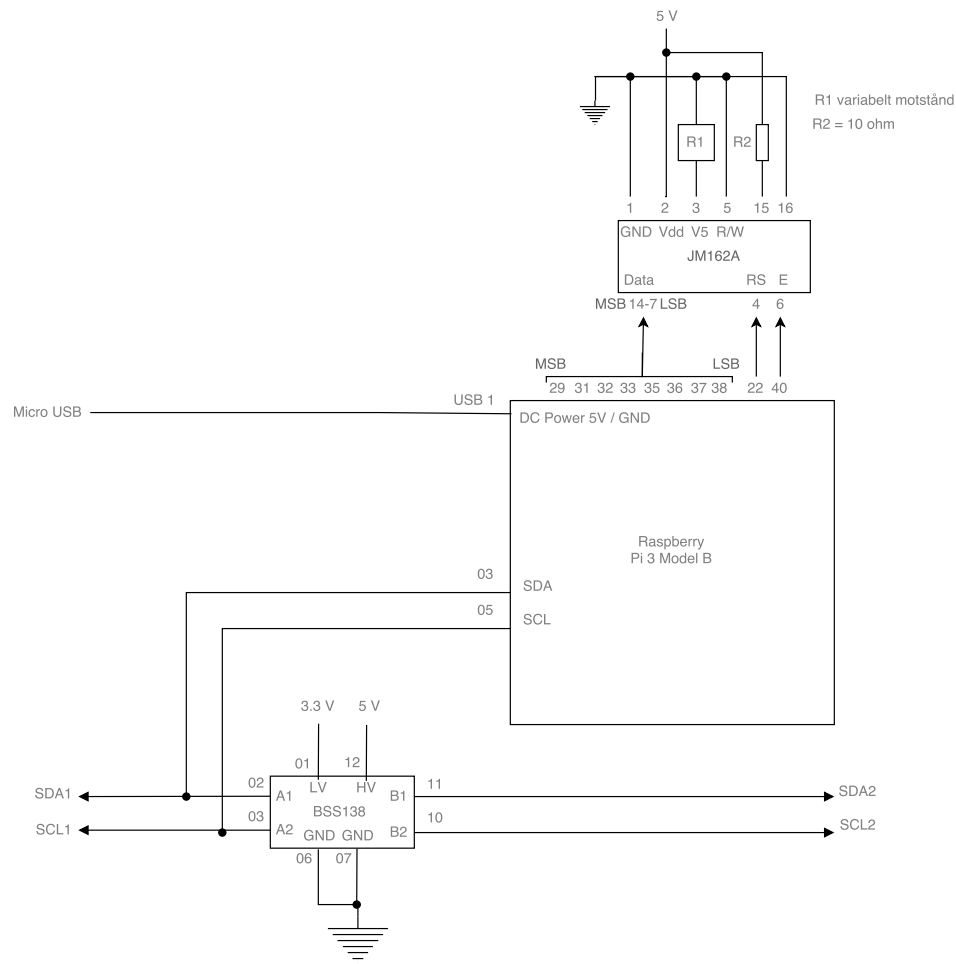 5 V
R1 variabelt motstånd
R2 = 10 ohm
R1 R2
1 2 3 5 15 16
GND Vdd V5 R/W
JM162A
Data RS E
MSB 14-7 LSB 4 6
MSB LSB
29 31 32 33 35 36 37 38 22 40
USB 1
Micro USB
DC Power 5V / GND
Raspberry
Pi 3 Model B
03
SDA
05
SCL
3.3 V 5 V
01 12
02 LV HV 11
SDA1 A1 B1 SDA2
BSS138
03 10
SCL1 A2 GND GND B2 SCL2
06 07